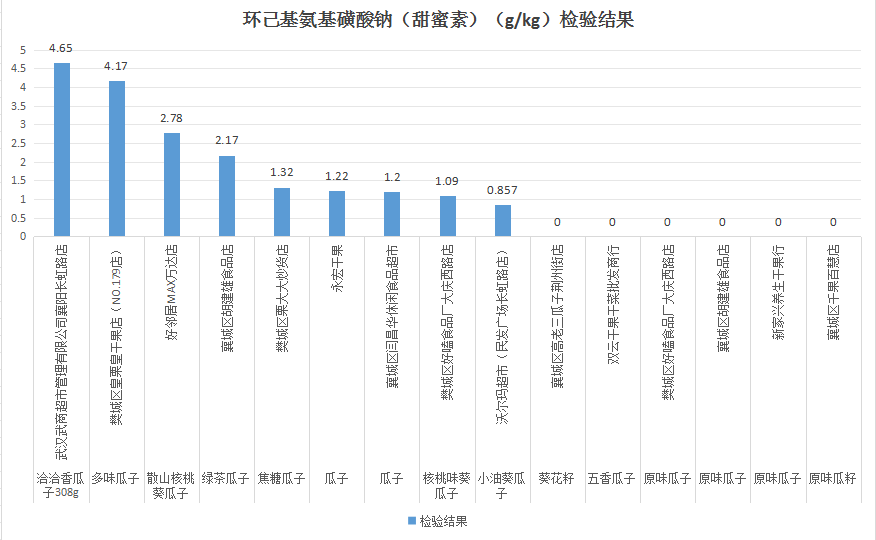 环己基氨基磺酸钠（甜蜜素）（g/kg）检验结果
5
4.5
4
3.5
3
2.5
2
1.5
1
0.5
0
4.65
4.17
2.78
2.17
1.32
1.22
1.2
1.09
0.857
0
0
0
0
0
0
武汉武商超市管理有限公司襄阳长虹路店
樊城区皇栗皇干果店（NO.179店）
好邻居MAX万达店
襄城区胡建雄食品店
樊城区栗大大炒货店
永宏干果
襄城区闫昌华休闲食品超市
樊城区好嗑食品厂大庆西路店
沃尔玛超市（民发广场长虹路店）
襄城区高老三瓜子荆州街店
双云干果干菜批发商行
樊城区好嗑食品厂大庆西路店
襄城区胡建雄食品店
新家兴养生干果行
襄城区千果百慧店
洽洽香瓜
子308g
多味瓜子
散山核桃
葵瓜子
绿茶瓜子
焦糖瓜子
瓜子
瓜子
核桃味葵
瓜子
小油葵瓜
子
葵花籽
五香瓜子
原味瓜子
原味瓜子
原味瓜子
原味瓜籽
检验结果